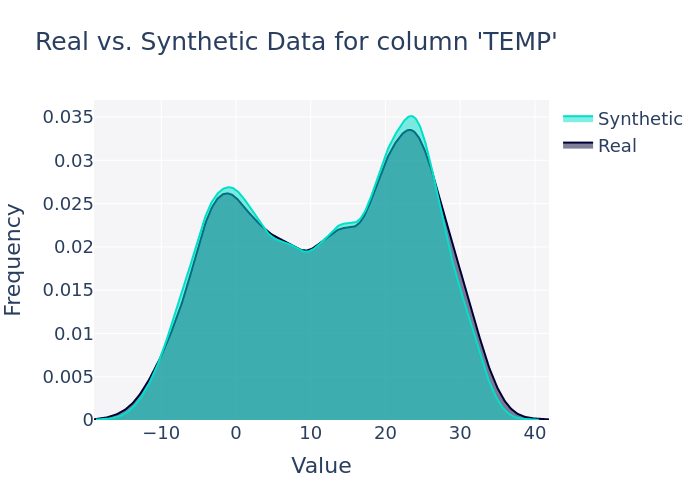 Real vs. Synthetic Data for column 'TEMP'
Synthetic
Real
Frequency
0.035
0.03
0.025
0.02
0.015
0.01
0.005
0
−10
0
10
20
30
40
Value